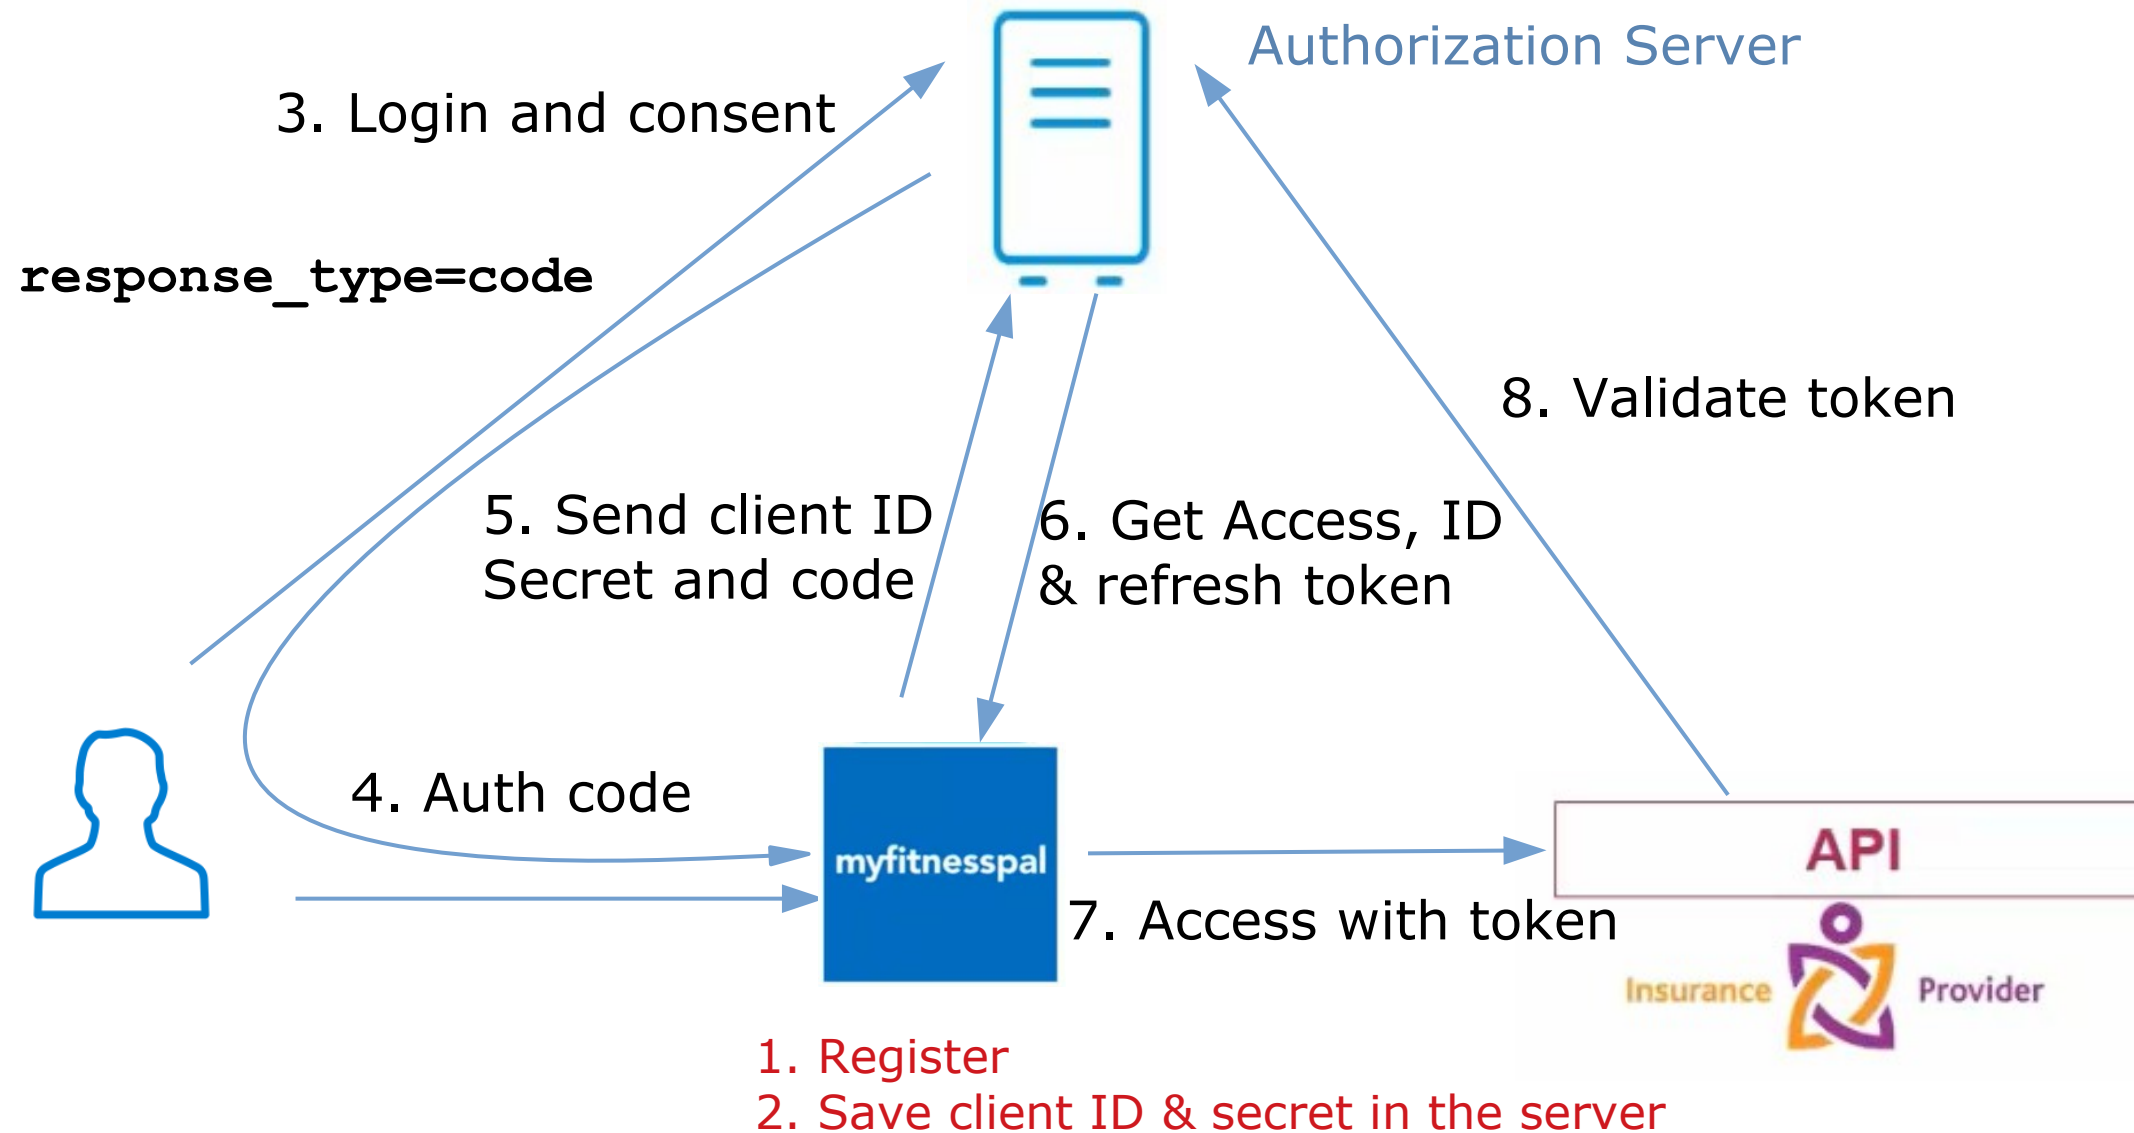 Authorization Server
3. Login and consent
response_type=code
8. Validate token
5. Send client ID
Secret and code
6. Get Access, ID
& refresh token
4. Auth code
myfitnesspal
API
7. Access with token
Insurance Provider
1. Register
2. Save client ID & secret in the server